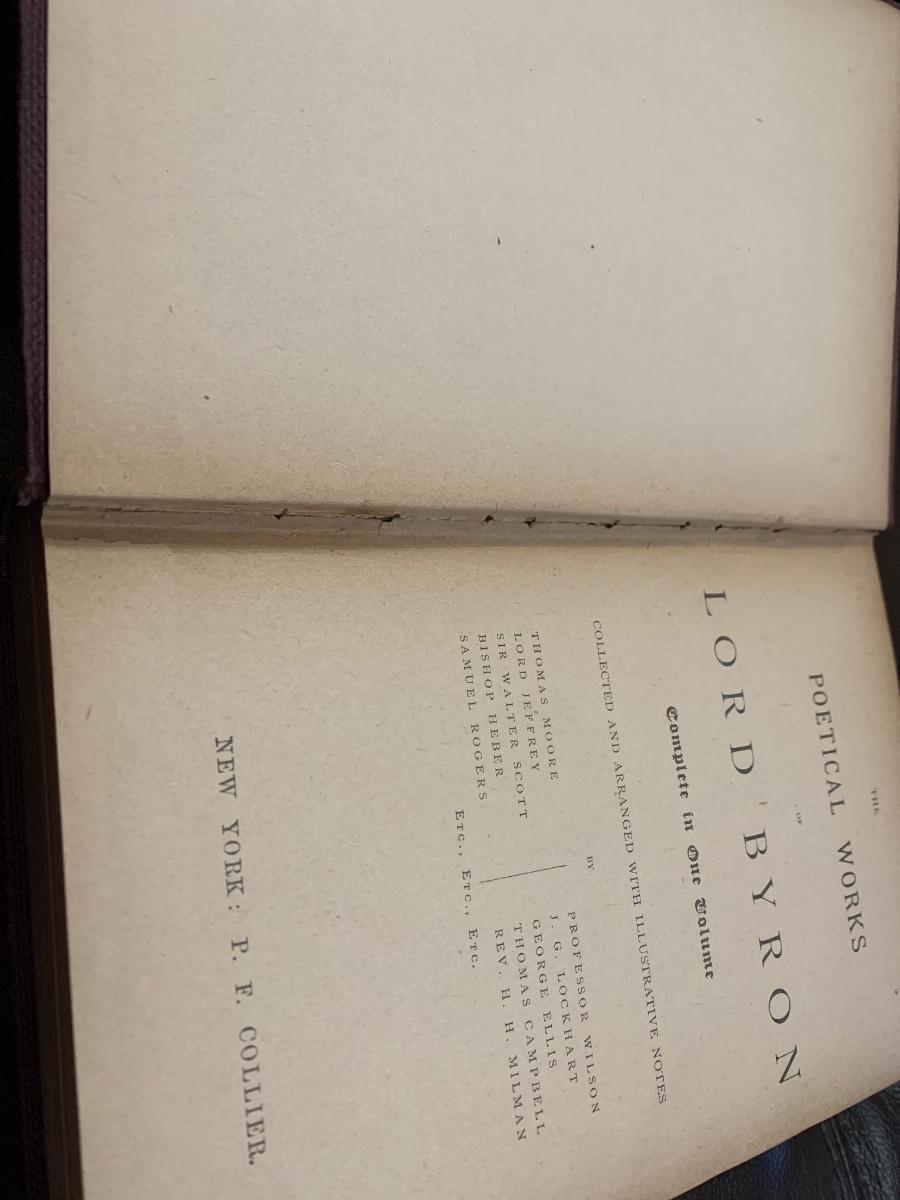 THE
POETICAL WORKS
OF
LORD BYRON
Complete in One Volume
COLLECTED AND ARRANGED WITH ILLUSTRATIVE NOTES
BY
THOMAS MOORE
LORD JEFFREY
SIR WALTER SCOTT
BISHOP HEBER
SAMUEL ROGERS
PROFESSOR WILSON
J. G. LOCKHART
GEORGE ELLIS
THOMAS CAMPBELL
REV. H. H. MILMAN
ETC., ETC., ETC.
NEW YORK: P. F. COLLIER.